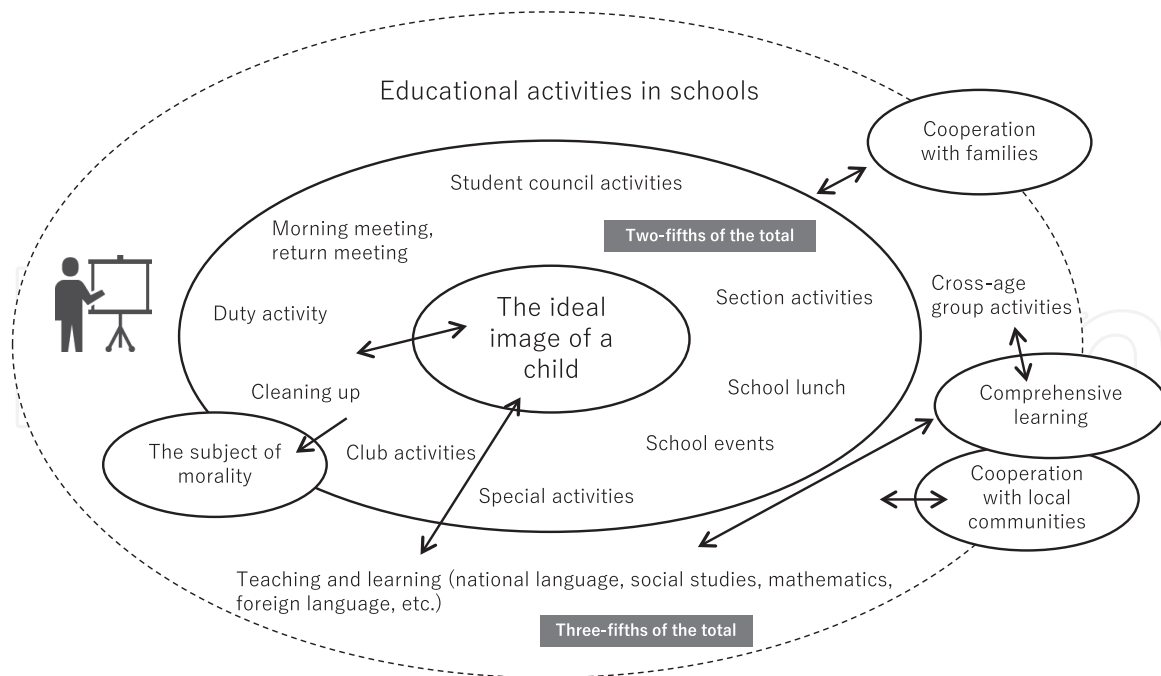 Educational activities in schools
Cooperation
with families
Student council activities
Morning meeting,
return meeting
Two-fifths of the total
Section activities
Cross-age
group activities
Duty activity
The ideal
image of a
child
Cleaning up
School lunch
Comprehensive
learning
The subject of
morality
Club activities
School events
Special activities
Cooperation
with local
communities
Teaching and learning (national language, social studies, mathematics,
foreign language, etc.)
Three-fifths of the total